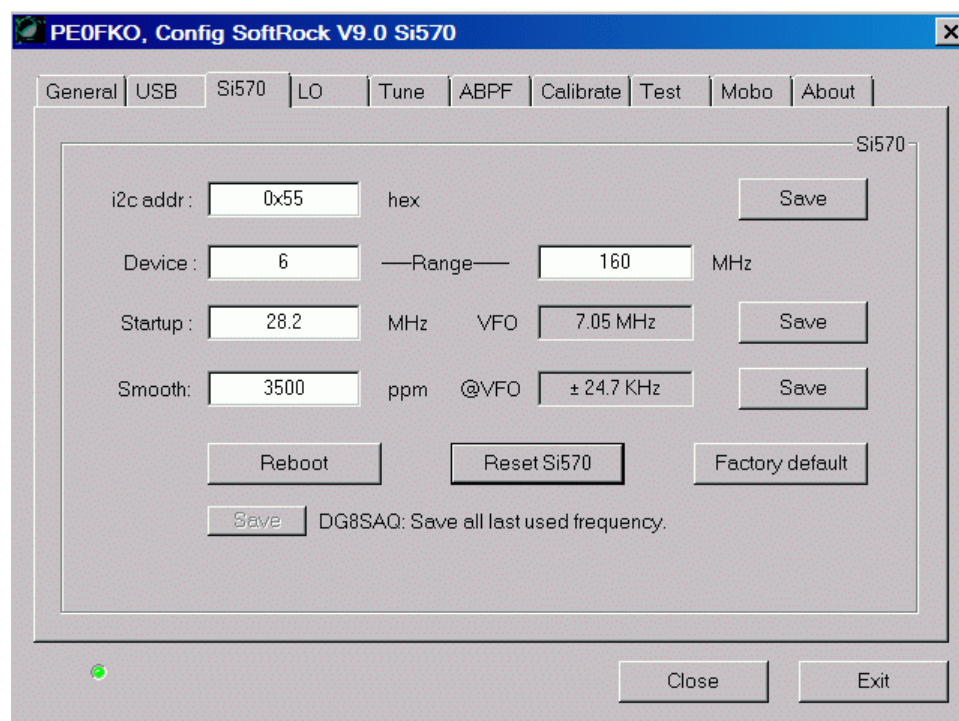 PE0FKO, Config SoftRock V9.0 Si570
General USB Si570 LO Tune ABPF Calibrate Test Mobo About
Si570
i2c addr : 0x55 hex Save
Device : 6 Range 160 MHz
Startup : 28.2 MHz VFO 7.05 MHz Save
Smooth: 3500 ppm @VFO ± 24.7 KHz Save
Reboot Reset Si570 Factory default
Save DG8SAQ: Save all last used frequency.
Close Exit